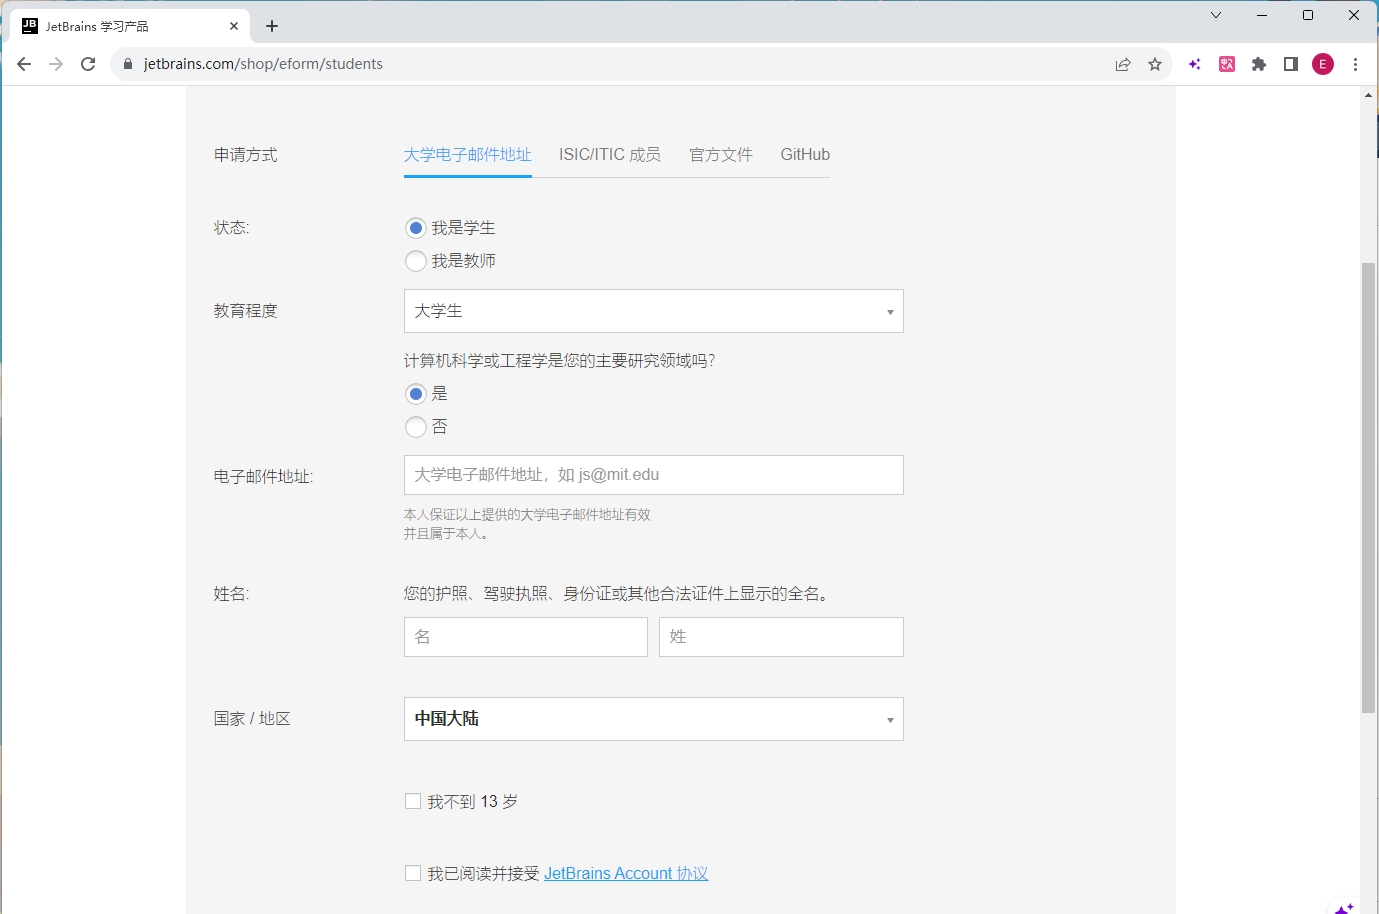 JetBrains 学习产品
jetbrains.com/shop/eform/students
E
申请方式 大学电子邮件地址 ISIC/ITIC 成员 官方文件 GitHub
状态: 我是学生
我是教师
教育程度 大学生
计算机科学或工程学是您的主要研究领域吗?
是
否
电子邮件地址: 大学电子邮件地址，如 js@mit.edu
本人保证以上提供的大学电子邮件地址有效
并且属于本人。
姓名: 您的护照、驾驶执照、身份证或其他合法证件上显示的全名。
名 姓
国家 / 地区 中国大陆
我不到 13 岁
我已阅读并接受 JetBrains Account 协议